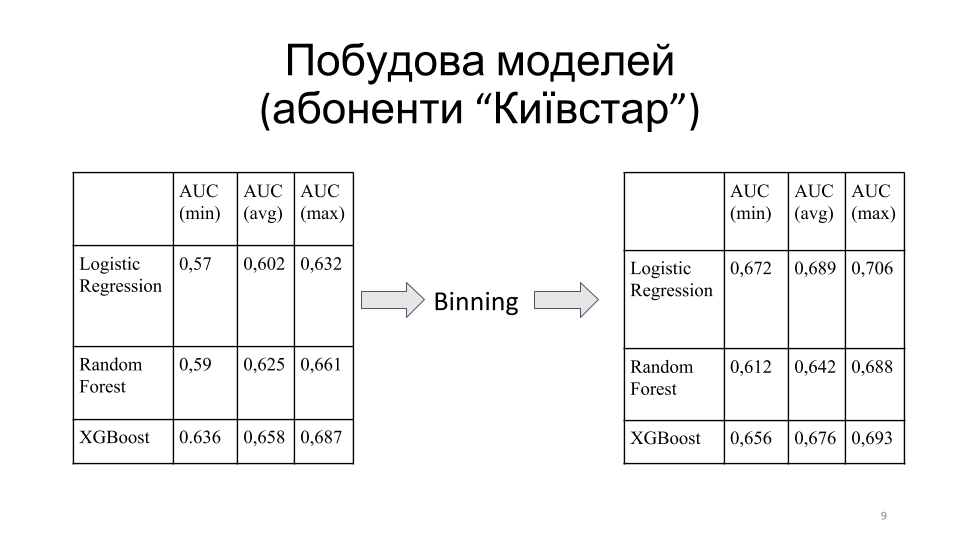 Побудова моделей
(абоненти “Київстар”)
AUC (min) AUC (avg) AUC (max)
Logistic Regression 0,57 0,602 0,632
Random Forest 0,59 0,625 0,661
XGBoost 0.636 0,658 0,687
Binning
AUC (min) AUC (avg) AUC (max)
Logistic Regression 0,672 0,689 0,706
Random Forest 0,612 0,642 0,688
XGBoost 0,656 0,676 0,693
9